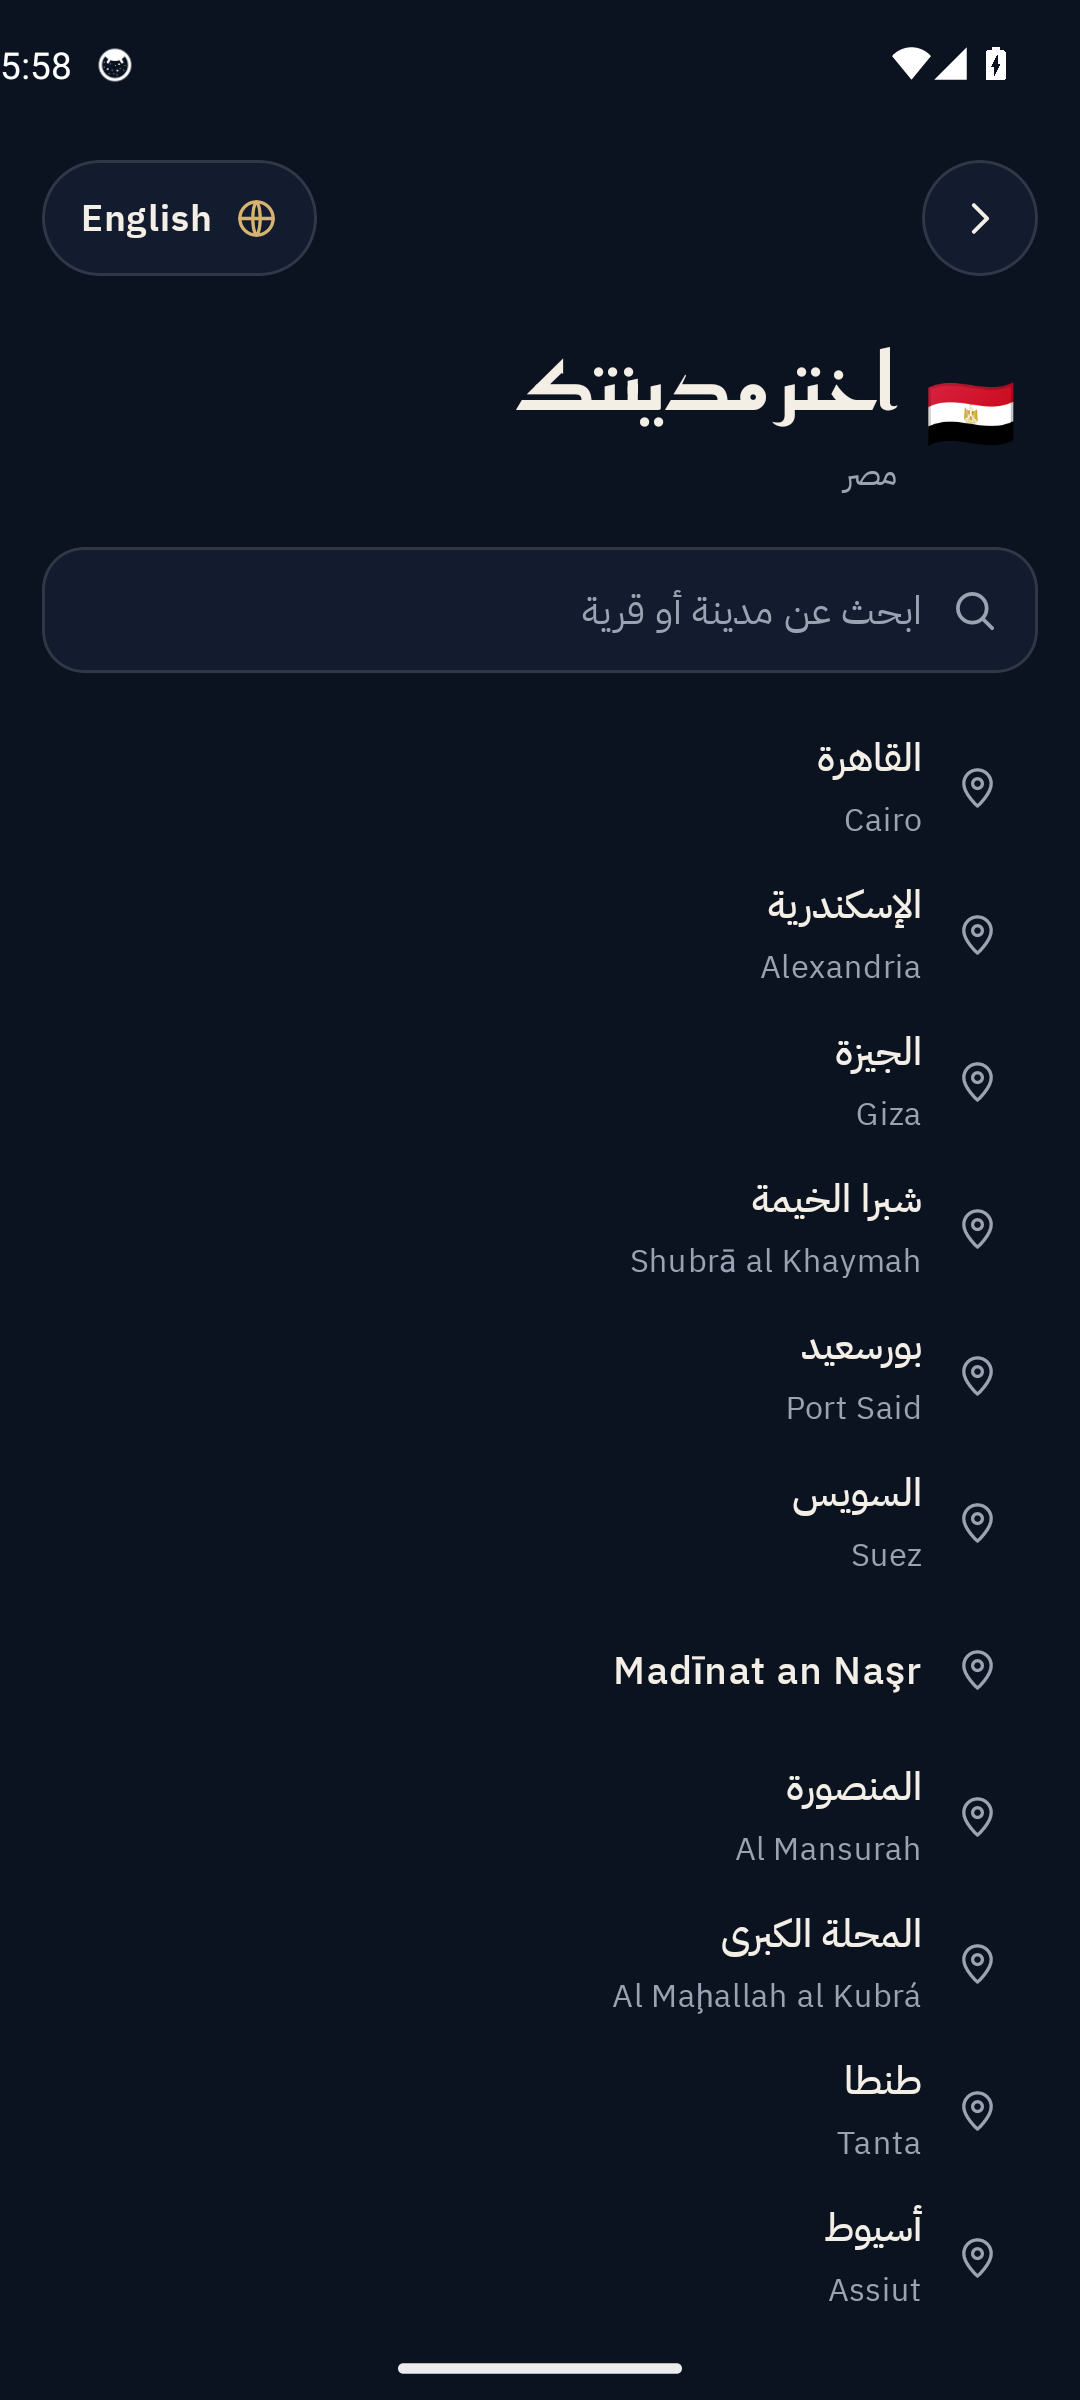 5:58
English
اختر مدينتك
مصر
ابحث عن مدينة أو قرية
القاهرة
Cairo
الإسكندرية
Alexandria
الجيزة
Giza
شبرا الخيمة
Shubrā al Khaymah
بورسعيد
Port Said
السويس
Suez
Madīnat an Naşr
المنصورة
Al Mansurah
المحلة الكبرى
Al Maḩallah al Kubrá
طنطا
Tanta
أسيوط
Assiut